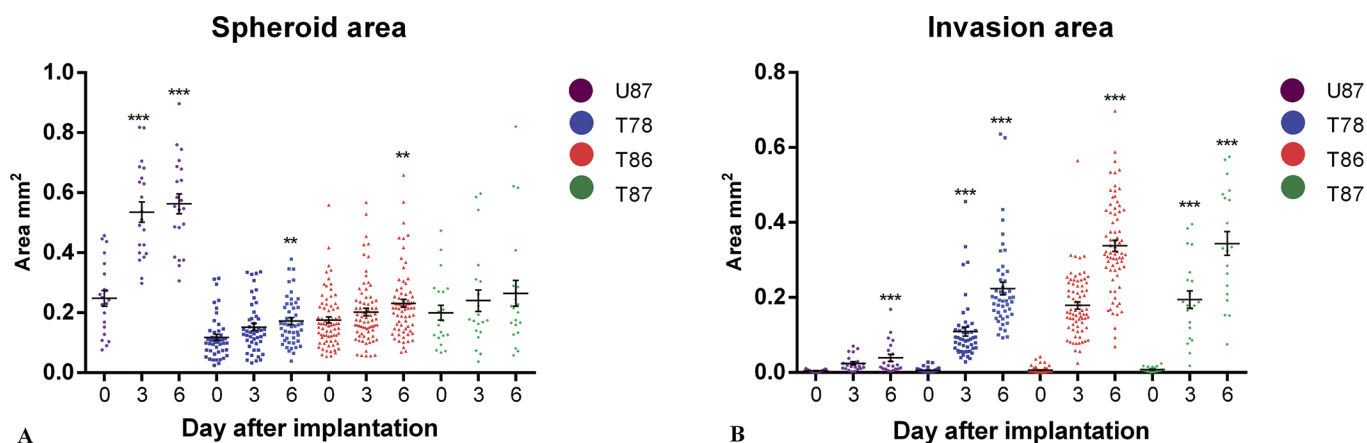 Spheroid area
1.0
0.8
0.6
0.4
0.2
0.0
Area mm²
*** *** ** **
0 3 6 0 3 6 0 3 6 0 3 6
Day after implantation
U87
T78
T86
T87
A
Invasion area
0.8
0.6
0.4
0.2
0.0
Area mm²
*** *** *** *** *** ***
0 3 6 0 3 6 0 3 6 0 3 6
Day after implantation
U87
T78
T86
T87
B